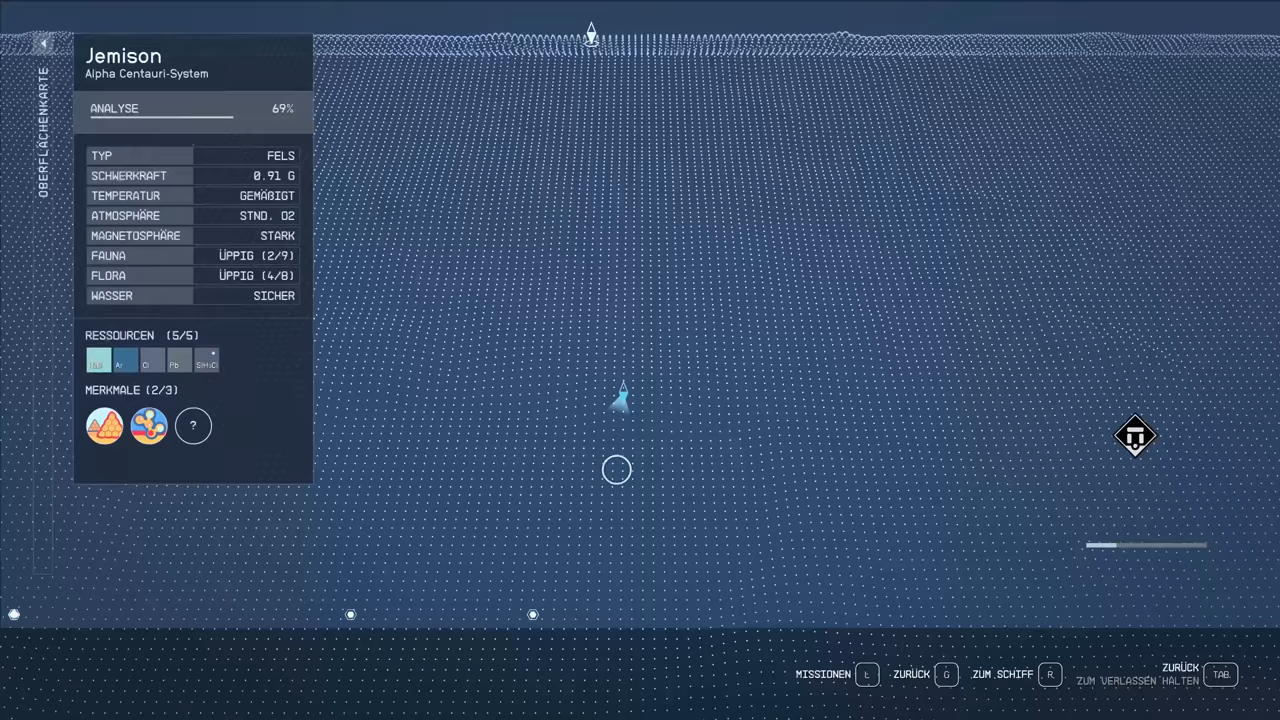 Jemison
Alpha Centauri-System
OBERFLÄCHENKARTE
ANALYSE 69%
TYP FELS
SCHWERKRAFT 0.91 G
TEMPERATUR GEMÄßIGT
ATMOSPHÄRE STND. O2
MAGNETOSPHÄRE STARK
FAUNA ÜPPIG (2/9)
FLORA ÜPPIG (4/8)
WASSER SICHER
RESSOURCEN (5/5)
Ar Cl Pb
MERKMALE (2/3)
?
MISSIONEN L ZURÜCK G ZUM SCHIFF R ZURÜCK TAB.
ZUM VERLASSEN HALTEN